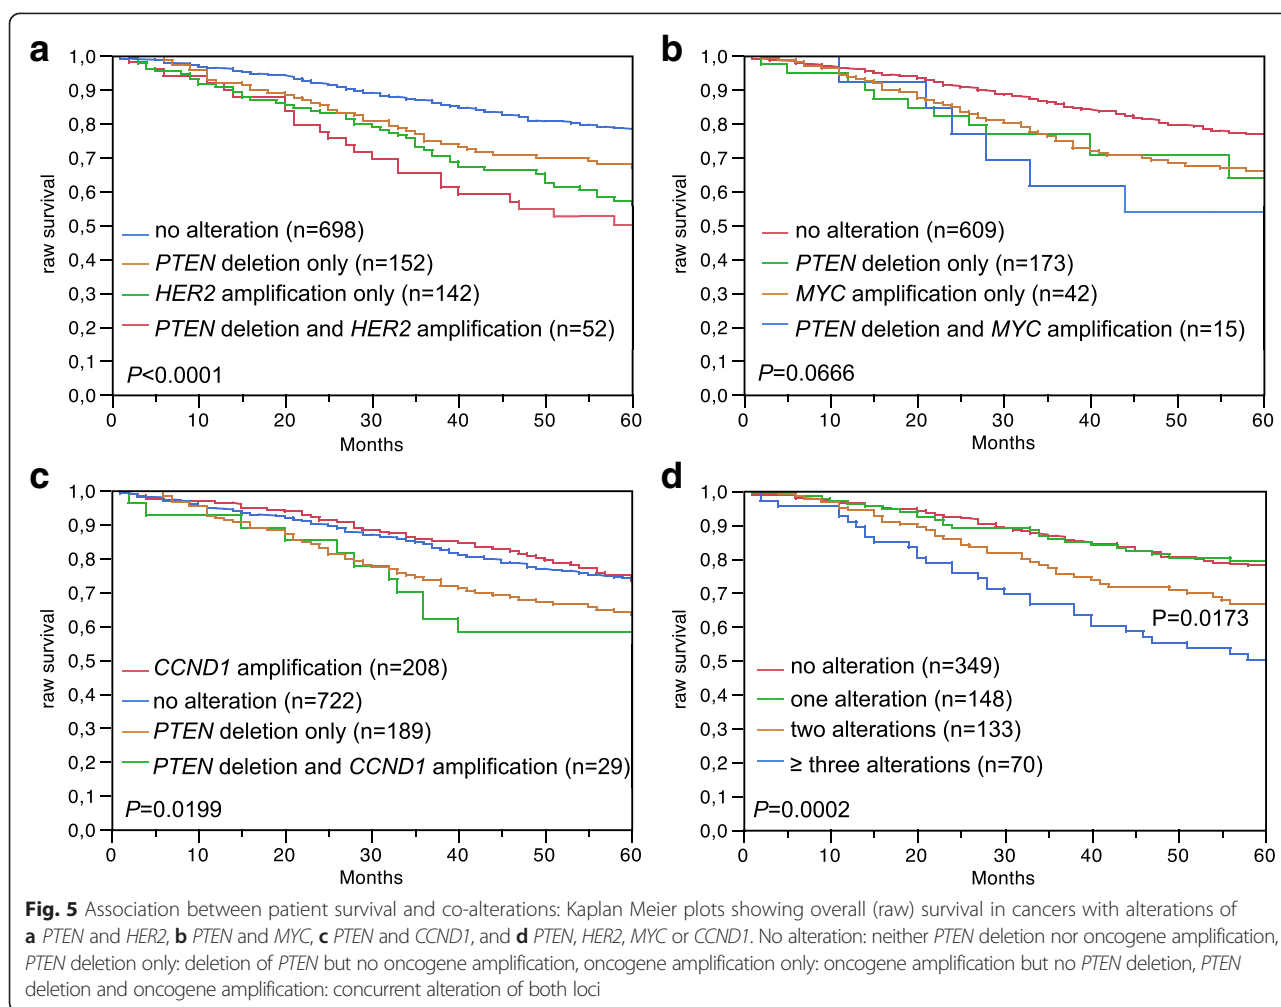 a
1,0
0,9
0,8
0,7
0,6
0,5
0,4
0,3
0,2
0,1
0,0
raw survival
no alteration (n=698)
PTEN deletion only (n=152)
HER2 amplification only (n=142)
PTEN deletion and HER2 amplification (n=52)
P<0.0001
0 10 20 30 40 50 60
Months
b
1,0
0,9
0,8
0,7
0,6
0,5
0,4
0,3
0,2
0,1
0,0
raw survival
no alteration (n=609)
PTEN deletion only (n=173)
MYC amplification only (n=42)
PTEN deletion and MYC amplification (n=15)
P=0.0666
0 10 20 30 40 50 60
Months
c
1,0
0,9
0,8
0,7
0,6
0,5
0,4
0,3
0,2
0,1
0,0
raw survival
CCND1 amplification (n=208)
no alteration (n=722)
PTEN deletion only (n=189)
PTEN deletion and CCND1 amplification (n=29)
P=0.0199
0 10 20 30 40 50 60
Months
d
1,0
0,9
0,8
0,7
0,6
0,5
0,4
0,3
0,2
0,1
0,0
raw survival
P=0.0173
no alteration (n=349)
one alteration (n=148)
two alterations (n=133)
≥ three alterations (n=70)
P=0.0002
0 10 20 30 40 50 60
Months
Fig. 5 Association between patient survival and co-alterations: Kaplan Meier plots showing overall (raw) survival in cancers with alterations of
a PTEN and HER2, b PTEN and MYC, c PTEN and CCND1, and d PTEN, HER2, MYC or CCND1. No alteration: neither PTEN deletion nor oncogene amplification,
PTEN deletion only: deletion of PTEN but no oncogene amplification, oncogene amplification only: oncogene amplification but no PTEN deletion, PTEN
deletion and oncogene amplification: concurrent alteration of both loci